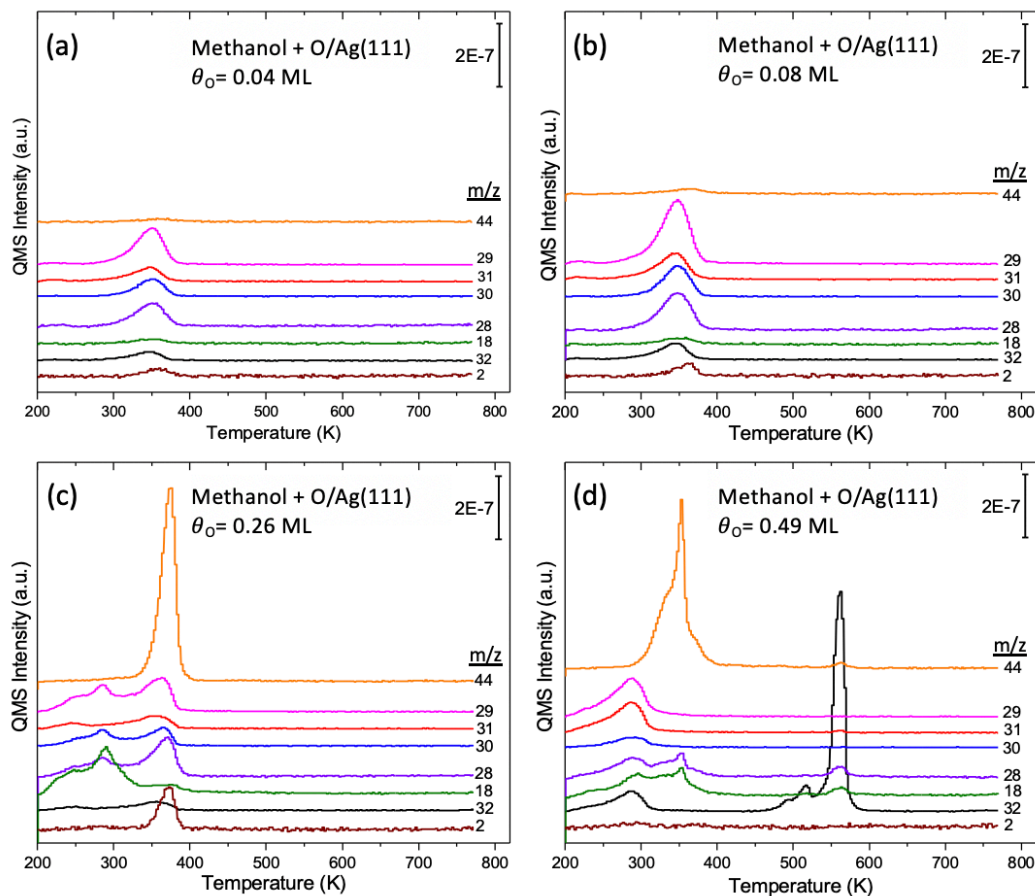 (a)
Methanol + O/Ag(111)
θO= 0.04 ML
2E-7
QMS Intensity (a.u.)
m/z
44
29
31
30
28
18
32
2
200 300 400 500 600 700 800
Temperature (K)
(b)
Methanol + O/Ag(111)
θO= 0.08 ML
2E-7
QMS Intensity (a.u.)
m/z
44
29
31
30
28
18
32
2
200 300 400 500 600 700 800
Temperature (K)
(c)
Methanol + O/Ag(111)
θO= 0.26 ML
2E-7
QMS Intensity (a.u.)
m/z
44
29
31
30
28
18
32
2
200 300 400 500 600 700 800
Temperature (K)
(d)
Methanol + O/Ag(111)
θO= 0.49 ML
2E-7
QMS Intensity (a.u.)
m/z
44
29
31
30
28
18
32
2
200 300 400 500 600 700 800
Temperature (K)